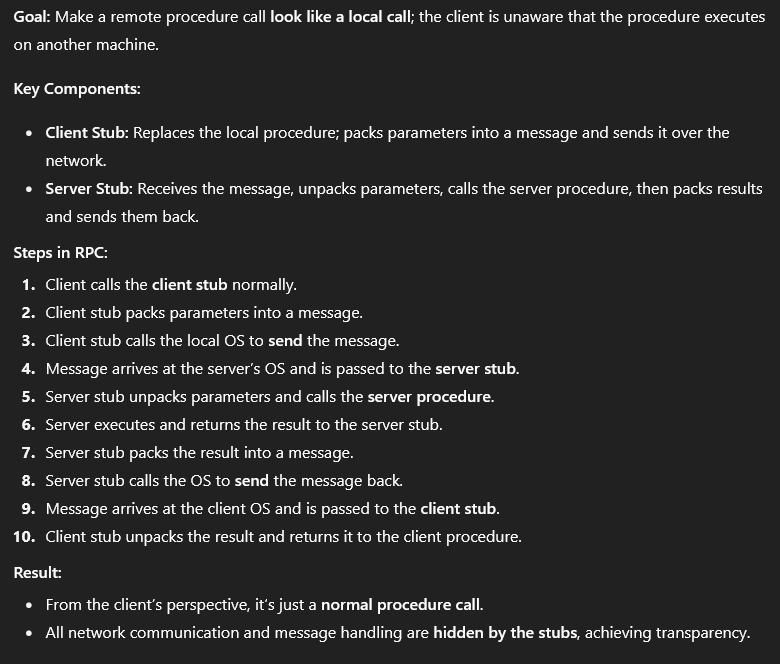 Goal: Make a remote procedure call look like a local call; the client is unaware that the procedure executes
on another machine.
Key Components:
• Client Stub: Replaces the local procedure; packs parameters into a message and sends it over the
network.
• Server Stub: Receives the message, unpacks parameters, calls the server procedure, then packs results
and sends them back.
Steps in RPC:
1. Client calls the client stub normally.
2. Client stub packs parameters into a message.
3. Client stub calls the local OS to send the message.
4. Message arrives at the server's OS and is passed to the server stub.
5. Server stub unpacks parameters and calls the server procedure.
6. Server executes and returns the result to the server stub.
7. Server stub packs the result into a message.
8. Server stub calls the OS to send the message back.
9. Message arrives at the client OS and is passed to the client stub.
10. Client stub unpacks the result and returns it to the client procedure.
Result:
• From the client's perspective, it's just a normal procedure call.
• All network communication and message handling are hidden by the stubs, achieving transparency.